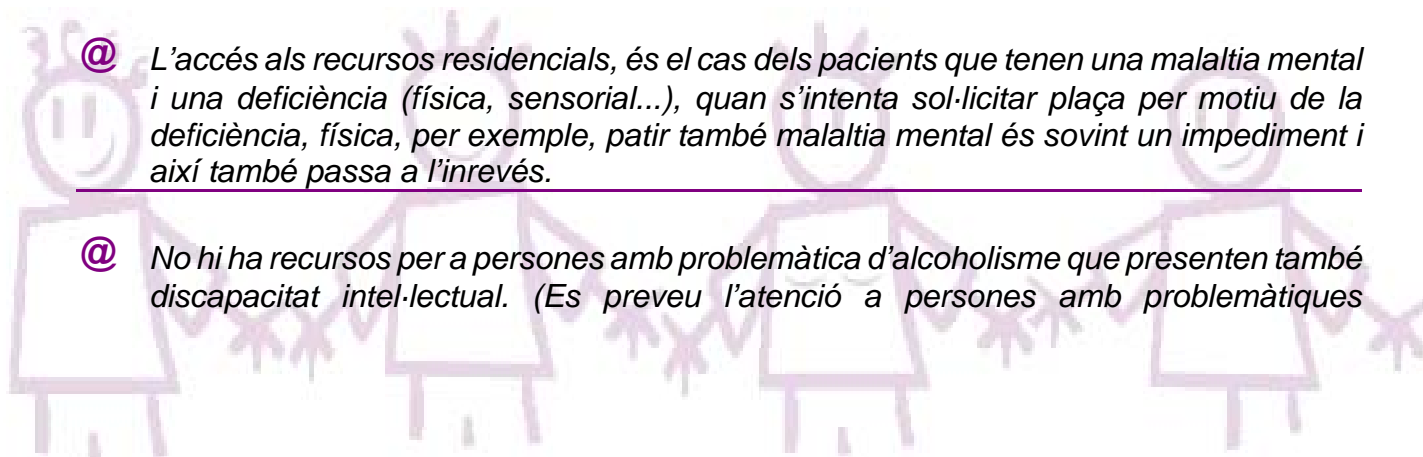 @ L'accés als recursos residencials, és el cas dels pacients que tenen una malaltia mental
i una deficiència (física, sensorial...), quan s'intenta sol·licitar plaça per motiu de la
deficiència, física, per exemple, patir també malaltia mental és sovint un impediment i
així també passa a l'inrevés.
@ No hi ha recursos per a persones amb problemàtica d'alcoholisme que presenten també
discapacitat intel·lectual. (Es preveu l'atenció a persones amb problemàtiques